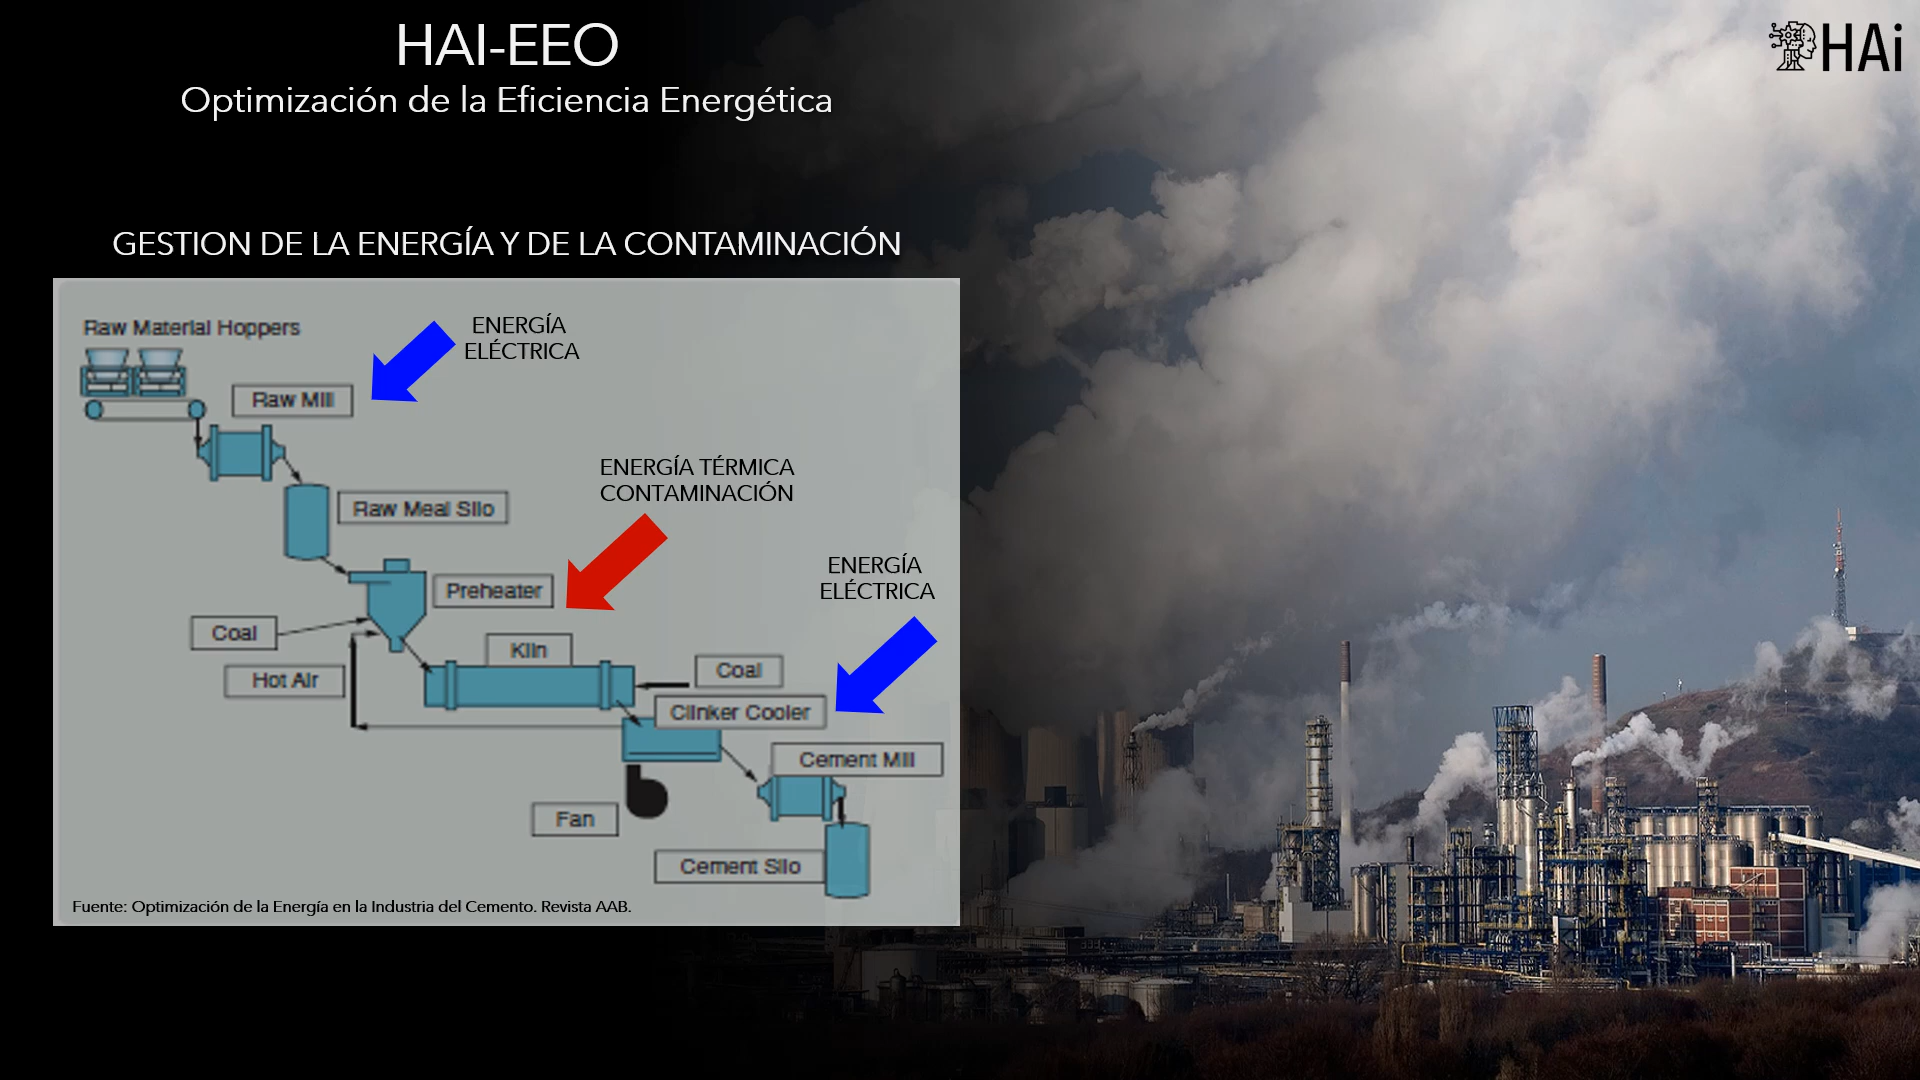 HAI-EEO
Optimización de la Eficiencia Energética
HAi
GESTION DE LA ENERGÍA Y DE LA CONTAMINACIÓN
Raw Material Hoppers
ENERGÍA
ELÉCTRICA
Raw Mill
ENERGÍA TÉRMICA
CONTAMINACIÓN
Raw Meal Silo
ENERGÍA
ELÉCTRICA
Preheater
Coal
Kiln
Hot Air
Coal
Clinker Cooler
Cement Mill
Fan
Cement Silo
Fuente: Optimización de la Energía en la Industria del Cemento. Revista AAB.